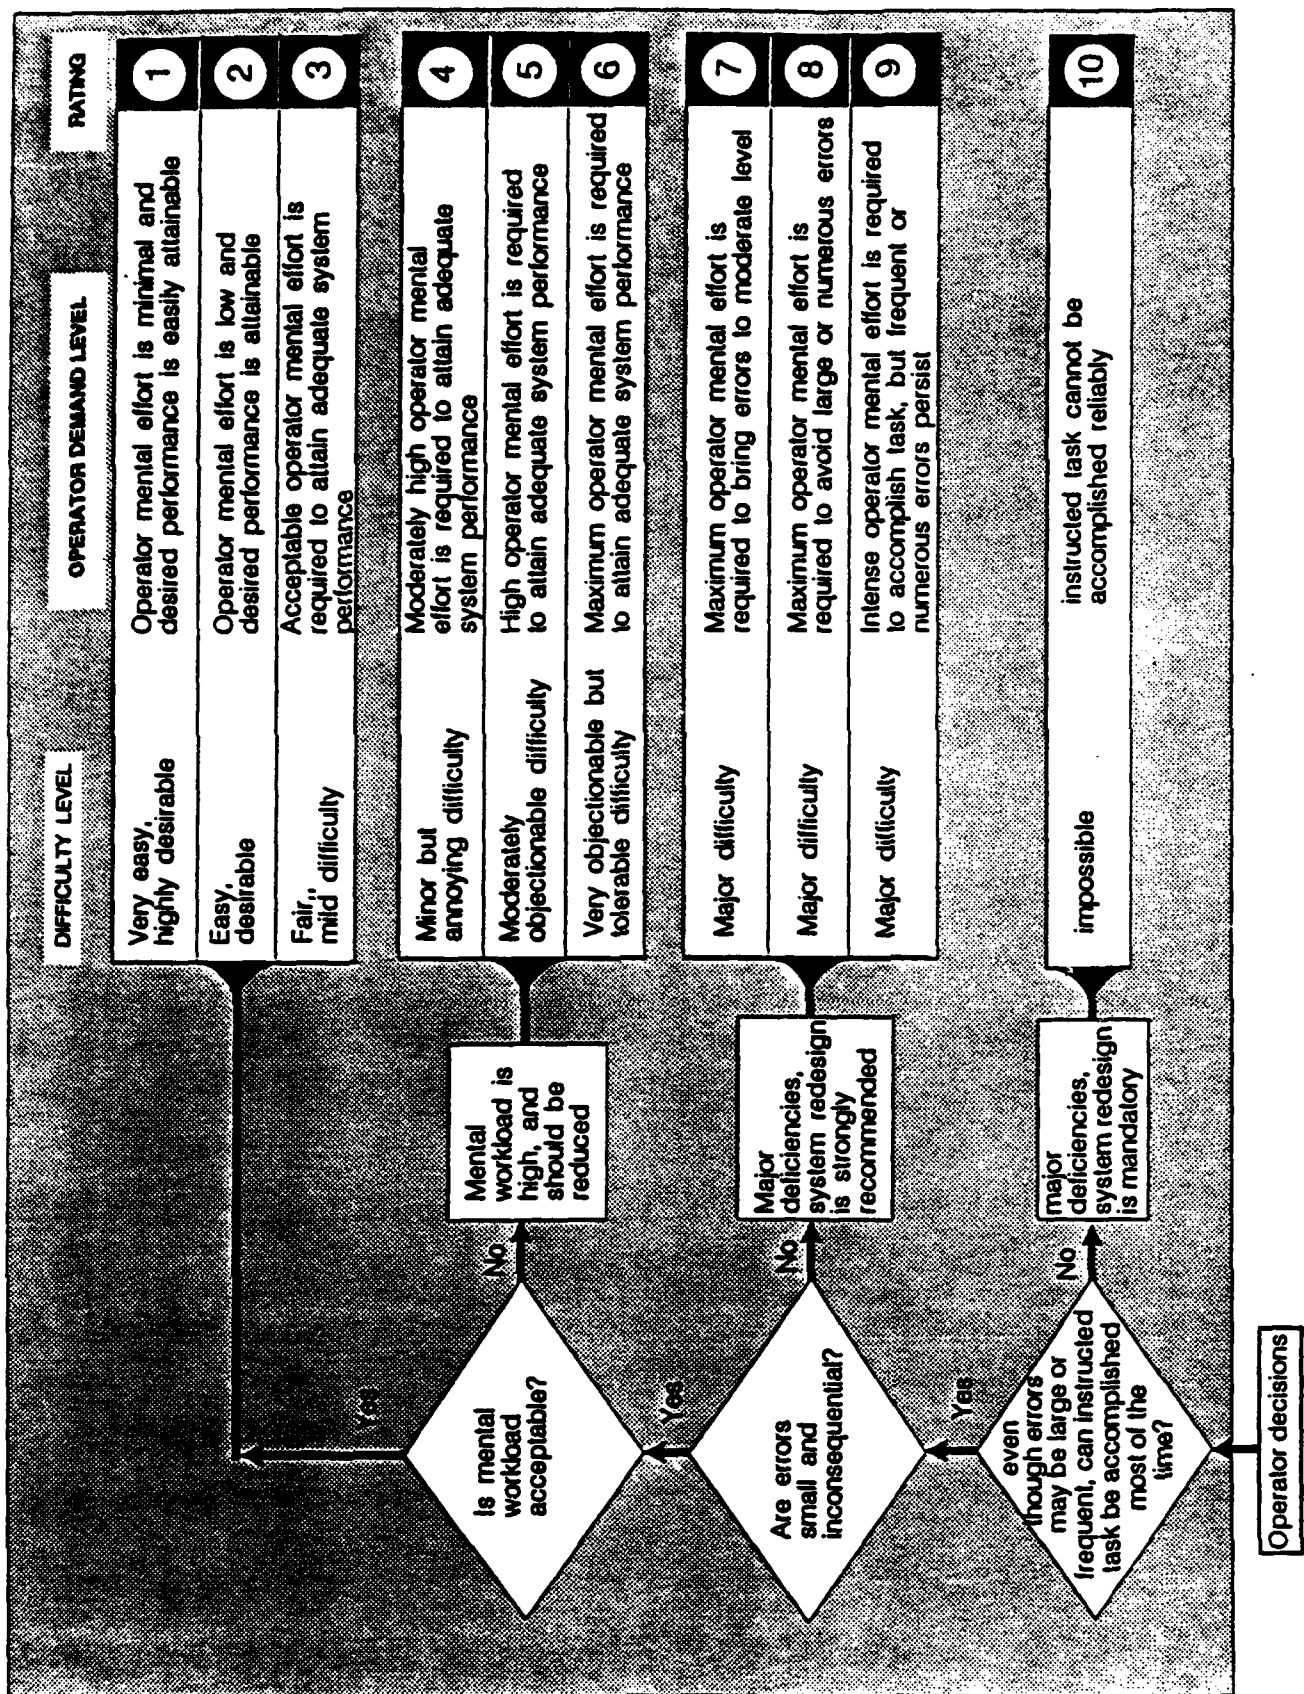 DIFFICULTY LEVEL
OPERATOR DEMAND LEVEL
RATING
Very easy,
highly desirable
Operator mental effort is minimal and
desired performance is easily attainable
1
Easy,
desirable
Operator mental effort is low and
desired performance is attainable
2
Fair,,
mild difficulty
Acceptable operator mental effort is
required to attain adequate system
performance
3
Yes
Is mental
workload
acceptable?
No
Mental
workload is
high, and
should be
reduced
Minor but
annoying difficulty
Moderately high operator mental
effort is required to attain adequate
system performance
4
Moderately
objectionable difficulty
High operator mental effort is required
to attain adequate system performance
5
Very objectionable but
tolerable difficulty
Maximum operator mental effort is required
to attain adequate system performance
6
Yes
Are errors
small and
inconsequential?
No
Major
deficiencies,
system redesign
is strongly
recommended
Major difficulty
Maximum operator mental effort is
required to bring errors to moderate level
7
Major difficulty
Maximum operator mental effort is
required to avoid large or numerous errors
8
Major difficulty
Intense operator mental effort is required
to accomplish task, but frequent or
numerous errors persist
9
Yes
even
though errors
may be large or
frequent, can instructed
task be accomplished
most of the
time?
No
major
deficiencies,
system redesign
is mandatory
impossible
instructed task cannot be
accomplished reliably
10
Operator decisions